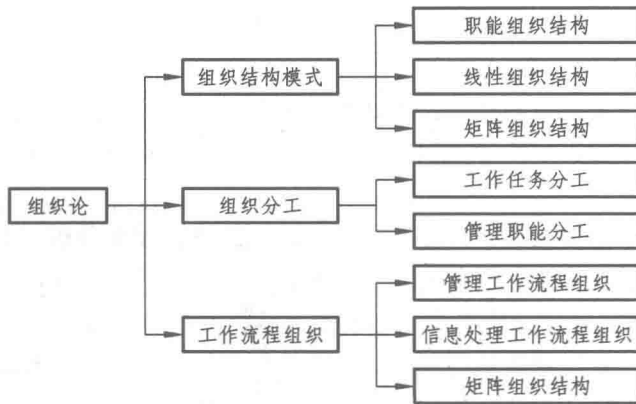 职能组织结构
组织结构模式
线性组织结构
矩阵组织结构
工作任务分工
组织论
组织分工
管理职能分工
管理工作流程组织
工作流程组织
信息处理工作流程组织
矩阵组织结构